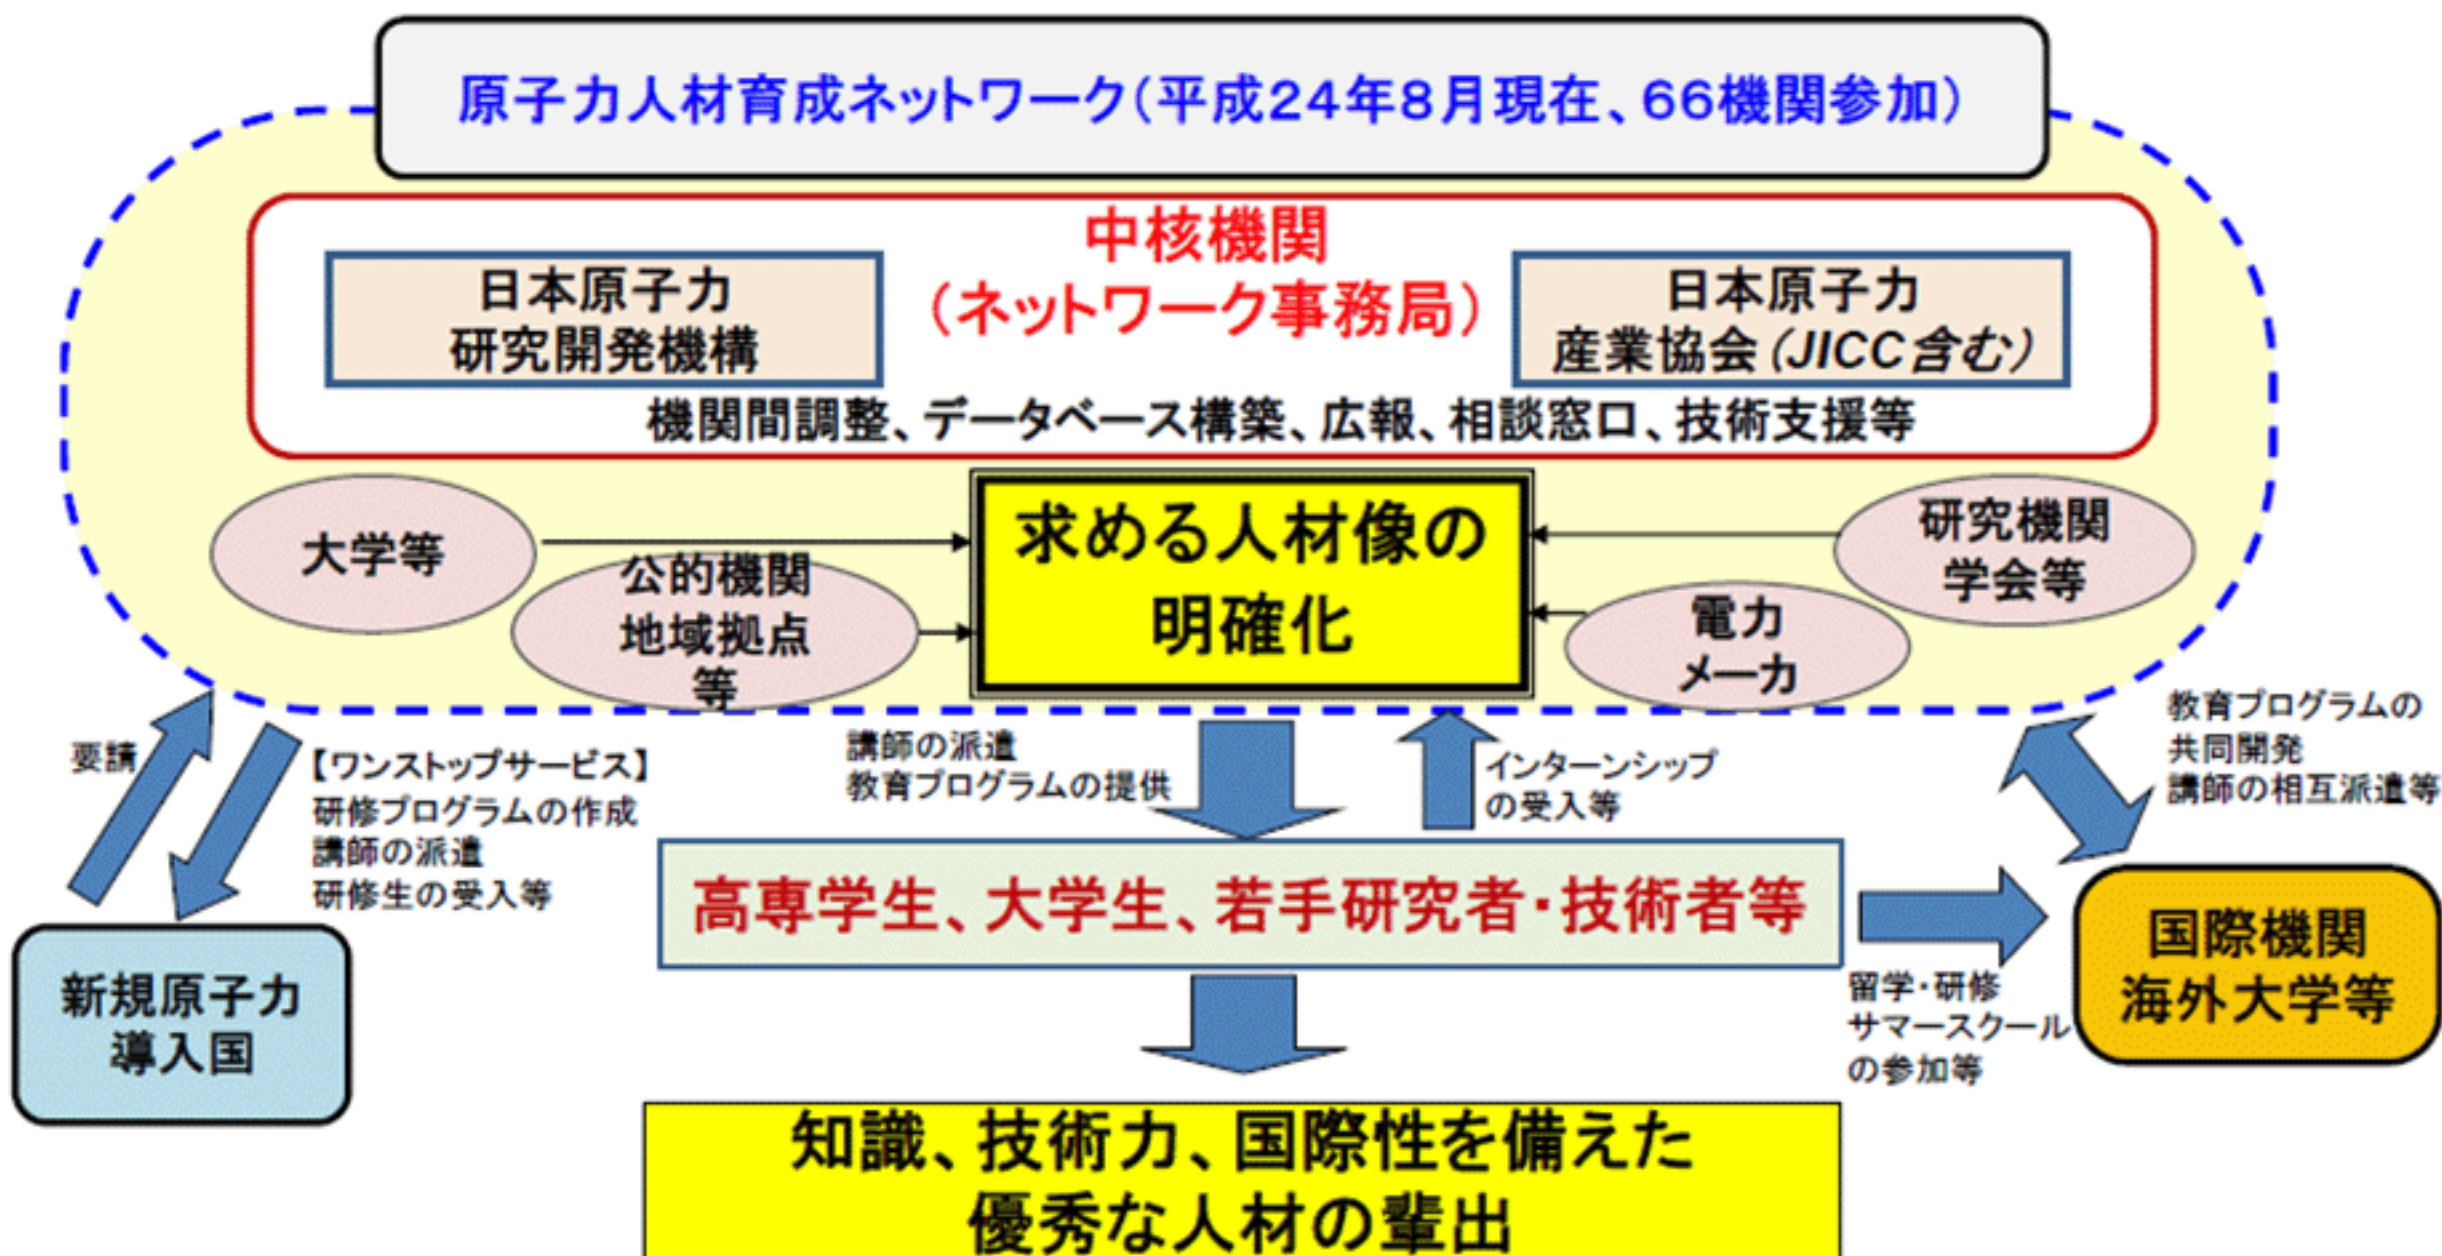 原子力人材育成ネットワーク(平成24年8月現在、66機関参加)
中核機関
(ネットワーク事務局)
日本原子力
研究開発機構
日本原子力
産業協会(JICC含む)
機関間調整、データベース構築、広報、相談窓口、技術支援等
大学等
公的機関
地域拠点
等
求める人材像の
明確化
研究機関
学会等
電力
メーカ
要請
【ワンストップサービス】
研修プログラムの作成
講師の派遣
研修生の受入等
講師の派遣
教育プログラムの提供
インターンシップ
の受入等
教育プログラムの
共同開発
講師の相互派遣等
高専学生、大学生、若手研究者・技術者等
新規原子力
導入国
国際機関
海外大学等
留学・研修
サマースクール
の参加等
知識、技術力、国際性を備えた
優秀な人材の輩出